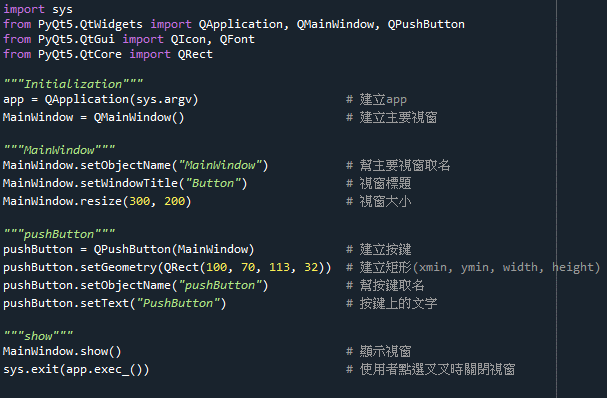 import sys
from PyQt5.QtWidgets import QApplication, QMainWindow, QPushButton
from PyQt5.QtGui import QIcon, QFont
from PyQt5.QtCore import QRect
"""Initialization"""
app = QApplication(sys.argv) # 建立app
MainWindow = QMainWindow() # 建立主要視窗
"""MainWindow"""
MainWindow.setObjectName("MainWindow") # 幫主要視窗取名
MainWindow.setWindowTitle("Button") # 視窗標題
MainWindow.resize(300, 200) # 視窗大小
"""pushButton"""
pushButton = QPushButton(MainWindow) # 建立按鍵
pushButton.setGeometry(QRect(100, 70, 113, 32)) # 建立矩形(xmin, ymin, width, height)
pushButton.setObjectName("pushButton") # 幫按鍵取名
pushButton.setText("PushButton") # 按鍵上的文字
"""show"""
MainWindow.show() # 顯示視窗
sys.exit(app.exec_()) # 使用者點選叉叉時關閉視窗